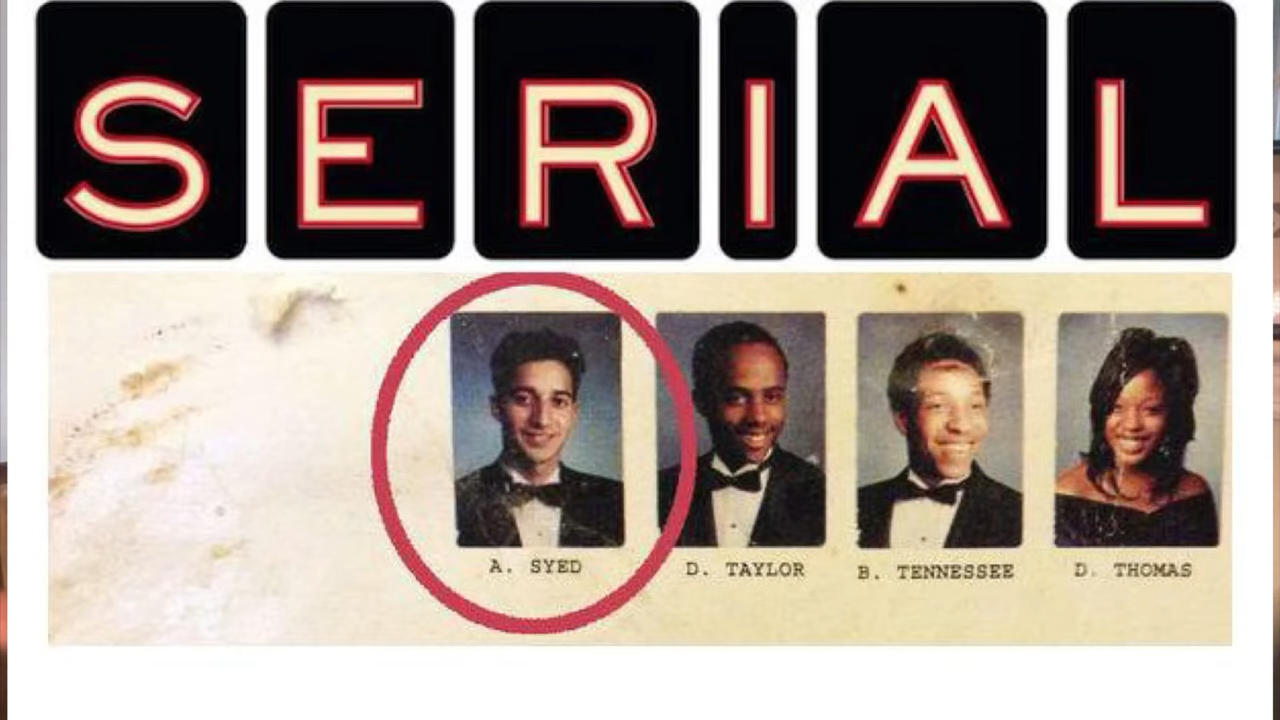 SERIAL
A. SYED D. TAYLOR B. TENNESSEE D. THOMAS